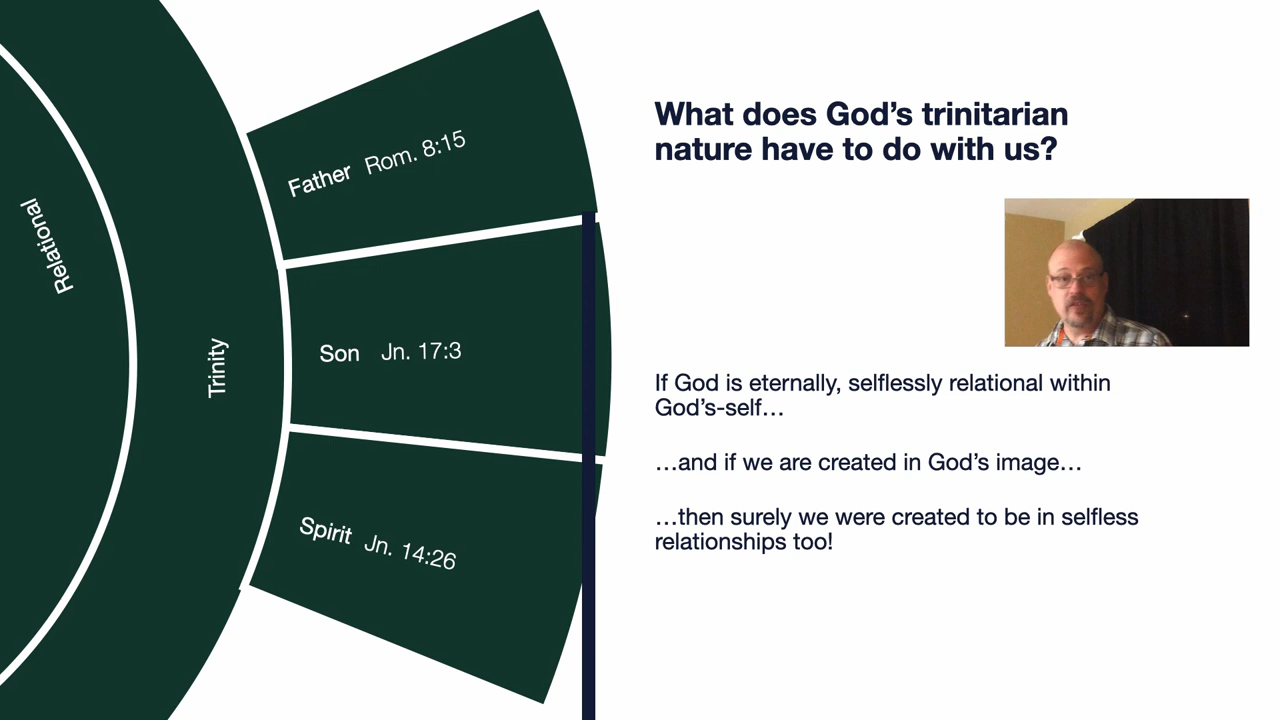 Relational
Trinity
Father Rom. 8:15
Son Jn. 17:3
Spirit Jn. 14:26
What does God’s trinitarian
nature have to do with us?
If God is eternally, selflessly relational within
God’s-self…
…and if we are created in God’s image…
…then surely we were created to be in selfless
relationships too!